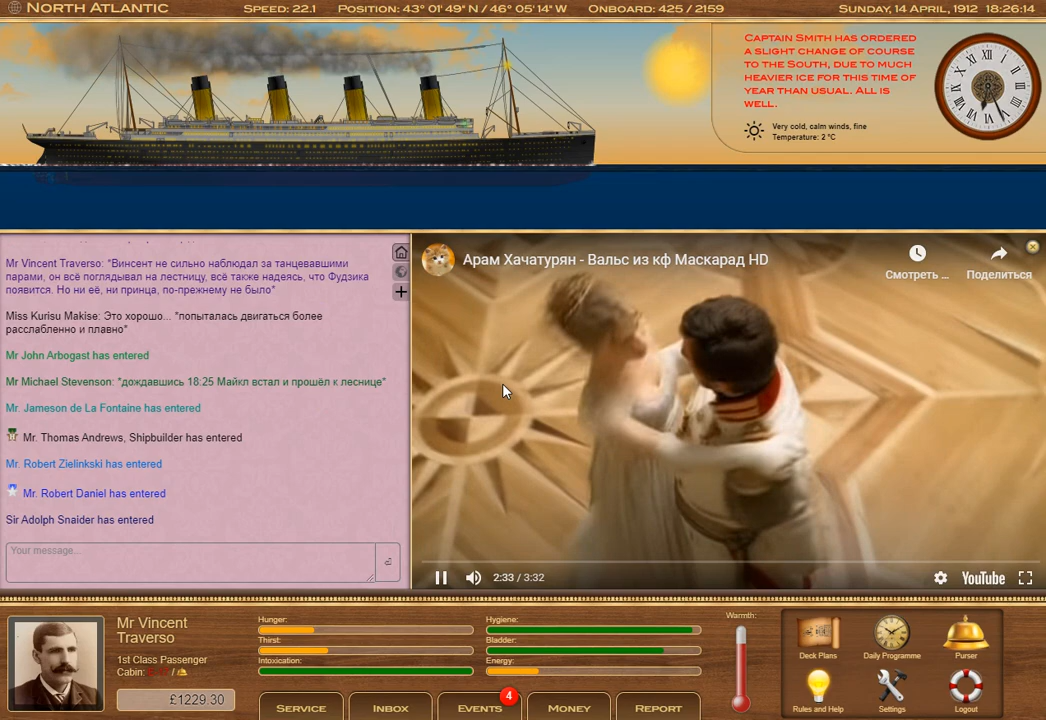 North Atlantic
Speed: 22.1 Position: 43° 01' 49" N / 46° 05' 14" W Onboard: 425 / 2159
Sunday, 14 April, 1912 18:26:14
Captain Smith has ordered
a slight change of course
to the South, due to much
heavier ice for this time of
year than usual. All is
well.
Very cold, calm winds, fine
Temperature: 2 °C
Mr Vincent Traverso: *Винсент не сильно наблюдал за танцевавшими
парами, он всё поглядывал на лестницу, всё также надеясь, что Фудзика
появится. Но ни её, ни принца, по-прежнему не было*
Miss Kurisu Makise: Это хорошо... *попыталась двигаться более
расслабленно и плавно*
Mr John Arbogast has entered
Mr Michael Stevenson: *дождавшись 18:25 Майкл встал и прошёл к леснице*
Mr. Jameson de La Fontaine has entered
Mr. Thomas Andrews, Shipbuilder has entered
Mr. Robert Zielinkski has entered
Mr. Robert Daniel has entered
Sir Adolph Snaider has entered
Your message...
Арам Хачатурян - Вальс из кф Маскарад HD
Смотреть ...
Поделиться
2:33 / 3:32
YouTube
Mr Vincent
Traverso
1st Class Passenger
Cabin: /
£1229.30
Hunger:
Thirst:
Intoxication:
Hygiene:
Bladder:
Energy:
Warmth:
Service
Inbox
Events
4
Money
Report
Deck Plans
Daily Programme
Purser
Rules and Help
Settings
Logout